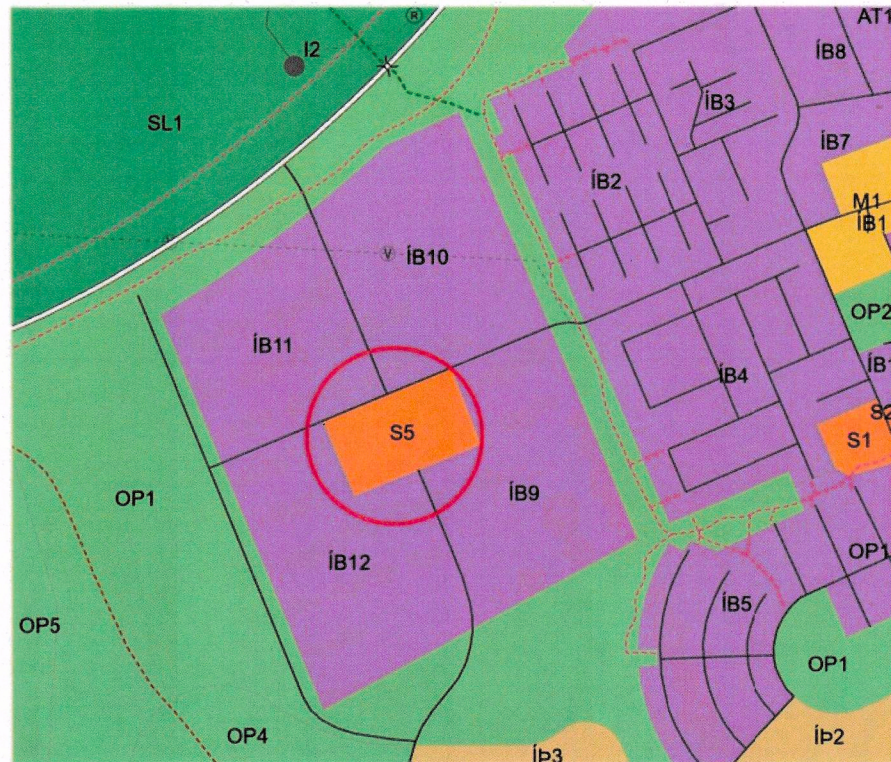 R
AT1
I2
ÍB8
ÍB3
SL1
ÍB7
ÍB2
M1
ÍB1
V
ÍB10
OP2
ÍB11
ÍB1
ÍB4
S2
S5
S1
OP1
ÍB9
OP1
ÍB12
ÍB5
OP5
OP1
OP4
ÍÞ2
ÍÞ3